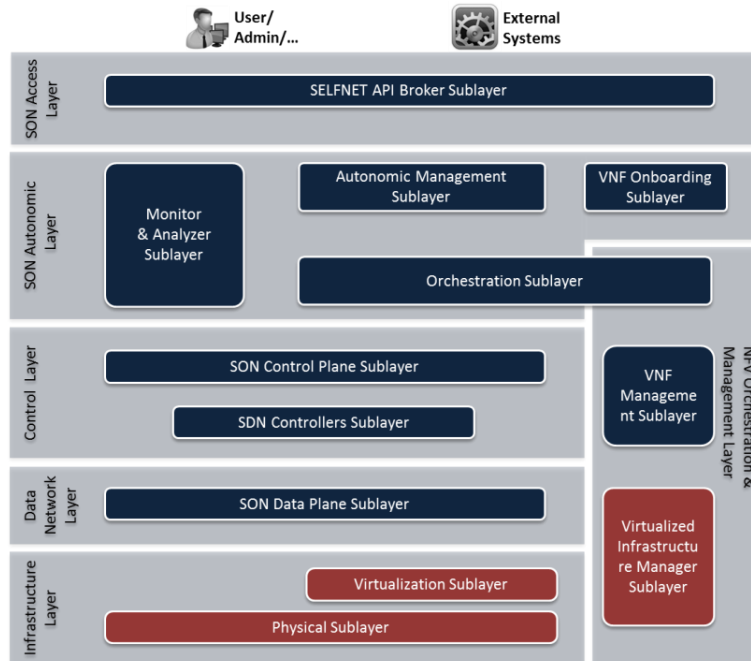 User/
Admin/...
External
Systems
SON Access
Layer
SELFNET API Broker Sublayer
SON Autonomic
Layer
Monitor
& Analyzer
Sublayer
Autonomic Management
Sublayer
VNF Onboarding
Sublayer
Orchestration Sublayer
Control Layer
SON Control Plane Sublayer
SDN Controllers Sublayer
VNF
Manageme
nt Sublayer
NFV Orchestration &
Management Layer
Data
Network
Layer
SON Data Plane Sublayer
Virtualized
Infrastructu
re Manager
Sublayer
Infrastructure
Layer
Virtualization Sublayer
Physical Sublayer